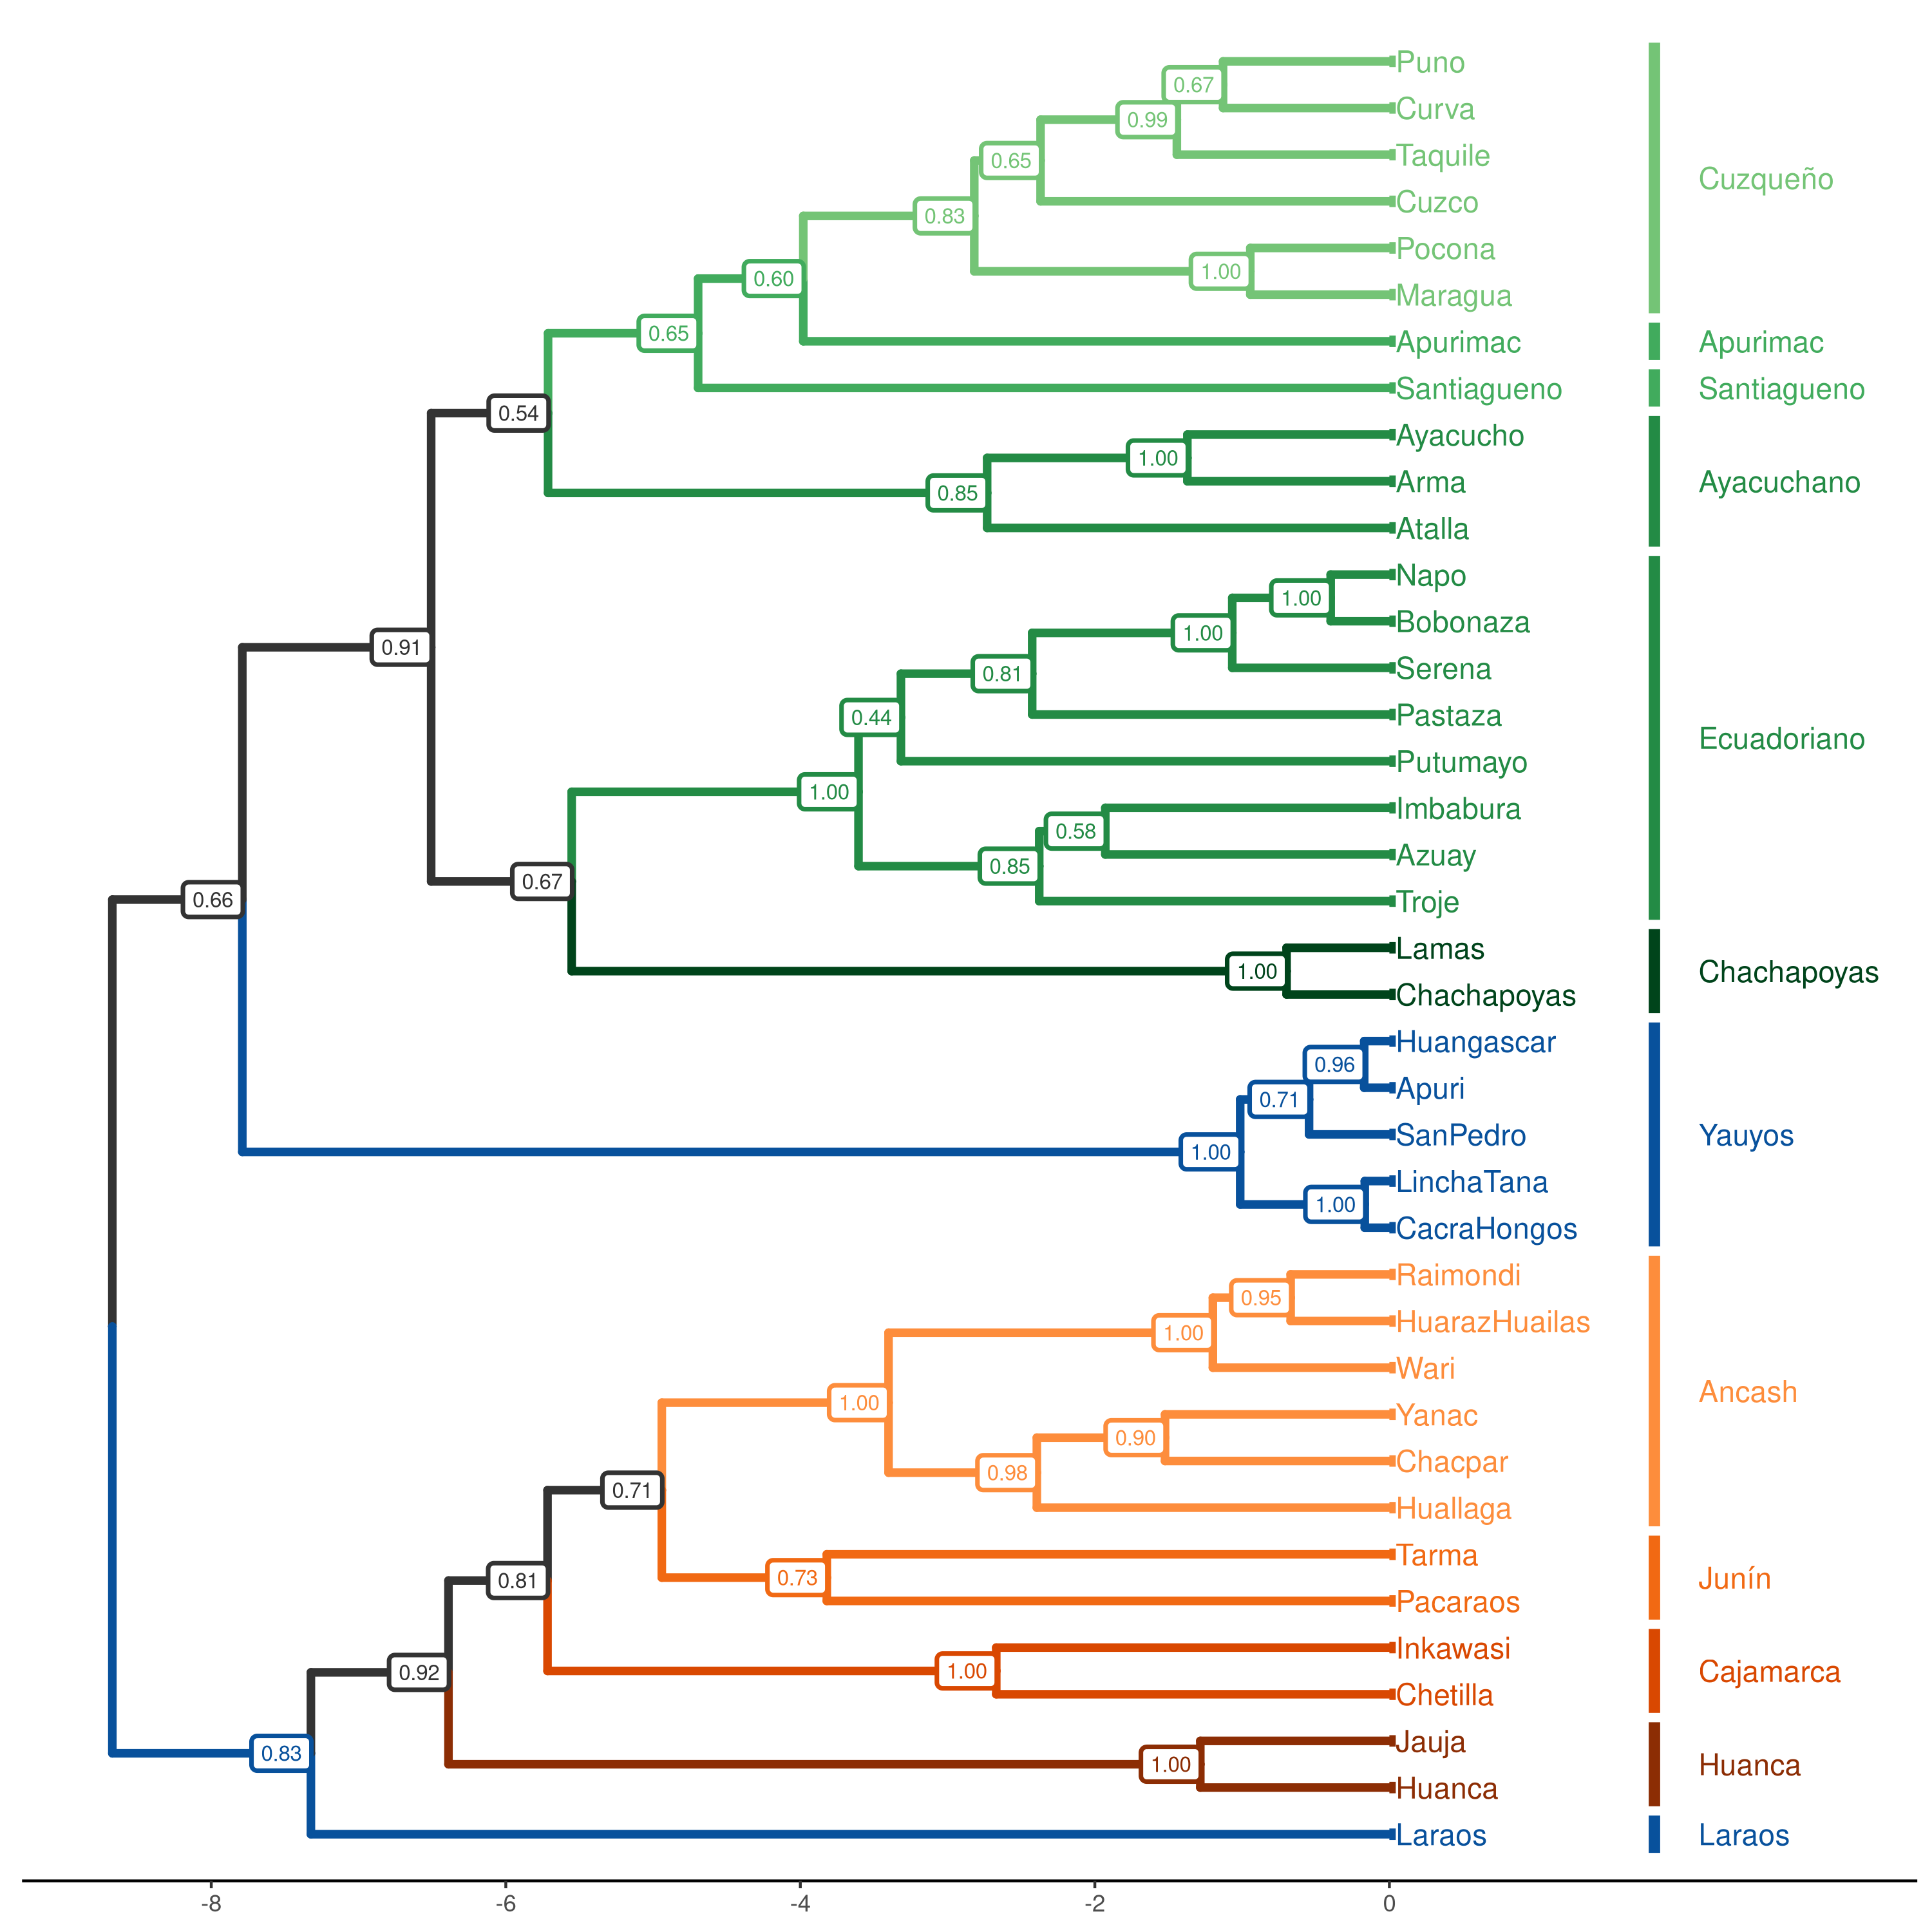 Puno
0.67
Curva
0.99
Taquile
0.65
Cuzqueño
Cuzco
0.83
Pocona
1.00
0.60
Maragua
0.65
Apurimac
Apurimac
Santiagueno
Santiagueno
0.54
Ayacucho
1.00
Arma
Ayacuchano
0.85
Atalla
Napo
1.00
Bobonaza
1.00
0.91
Serena
0.81
Pastaza
0.44
Ecuadoriano
Putumayo
1.00
Imbabura
0.58
Azuay
0.85
0.67
Troje
0.66
Lamas
1.00
Chachapoyas
Chachapoyas
Huangascar
0.96
Apuri
0.71
SanPedro
Yauyos
1.00
LinchaTana
1.00
CacraHongos
Raimondi
0.95
HuarazHuailas
1.00
Wari
Ancash
1.00
Yanac
0.90
Chacpar
0.98
0.71
Huallaga
Tarma
0.73
Junín
0.81
Pacaraos
Inkawasi
1.00
Cajamarca
0.92
Chetilla
Jauja
0.83
1.00
Huanca
Huanca
Laraos
Laraos
-8 -6 -4 -2 0